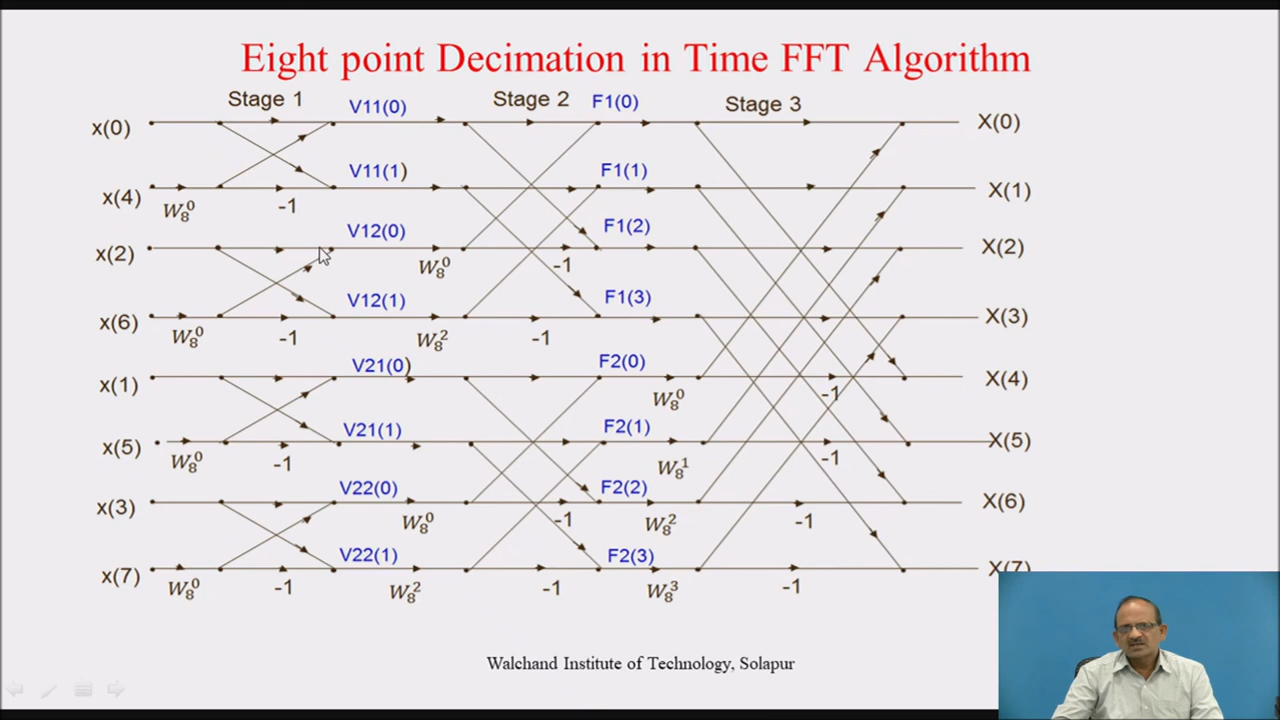 Eight point Decimation in Time FFT Algorithm
Stage 1 Stage 2 Stage 3
x(0) V11(0) F1(0) X(0)
x(4) W₈⁰ -1 V11(1) F1(1) X(1)
x(2) V12(0) W₈⁰ -1 F1(2) X(2)
x(6) W₈⁰ -1 V12(1) W₈² -1 F1(3) X(3)
x(1) V21(0) F2(0) W₈⁰ -1 X(4)
x(5) W₈⁰ -1 V21(1) F2(1) W₈¹ -1 X(5)
x(3) V22(0) W₈⁰ -1 F2(2) W₈² -1 X(6)
x(7) W₈⁰ -1 V22(1) W₈² -1 F2(3) W₈³ -1 X(7)
Walchand Institute of Technology, Solapur